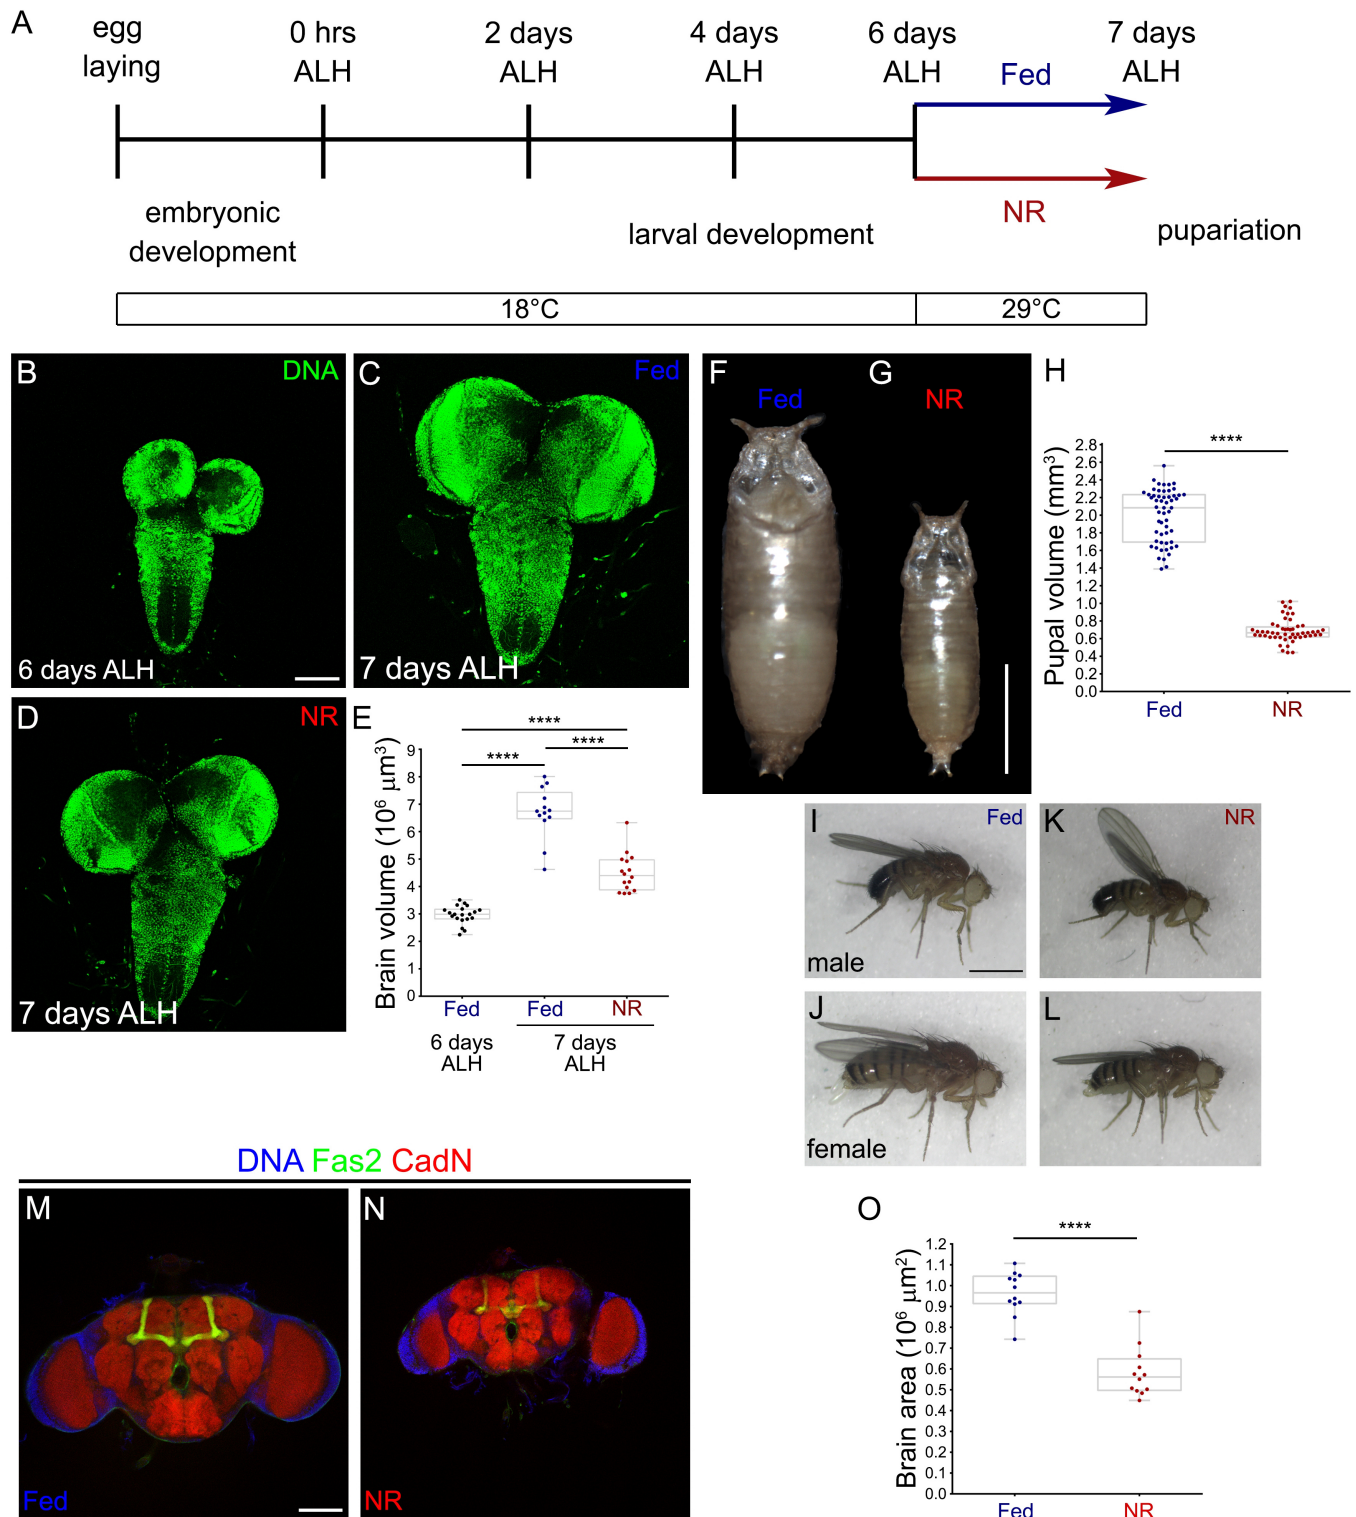 A
egg
laying
0 hrs
ALH
2 days
ALH
4 days
ALH
6 days
ALH
Fed
7 days
ALH
NR
embryonic
development
larval development
pupariation
18°C
29°C
B
DNA
6 days ALH
C
Fed
7 days ALH
D
NR
7 days ALH
E
****
****
****
Brain volume (10⁶ µm³)
9
8
7
6
5
4
3
2
1
0
Fed
Fed
NR
6 days
ALH
7 days
ALH
F
Fed
G
NR
H
****
Pupal volume (mm³)
2.8
2.6
2.4
2.2
2.0
1.8
1.6
1.4
1.2
1.0
0.8
0.6
0.4
0.2
0.0
Fed
NR
I
Fed
male
K
NR
J
female
L
DNA Fas2 CadN
M
Fed
N
NR
O
****
Brain area (10⁶ µm²)
1.2
1.1
1.0
0.9
0.8
0.7
0.6
0.5
0.4
0.3
0.2
0.1
0.0
Fed
NR